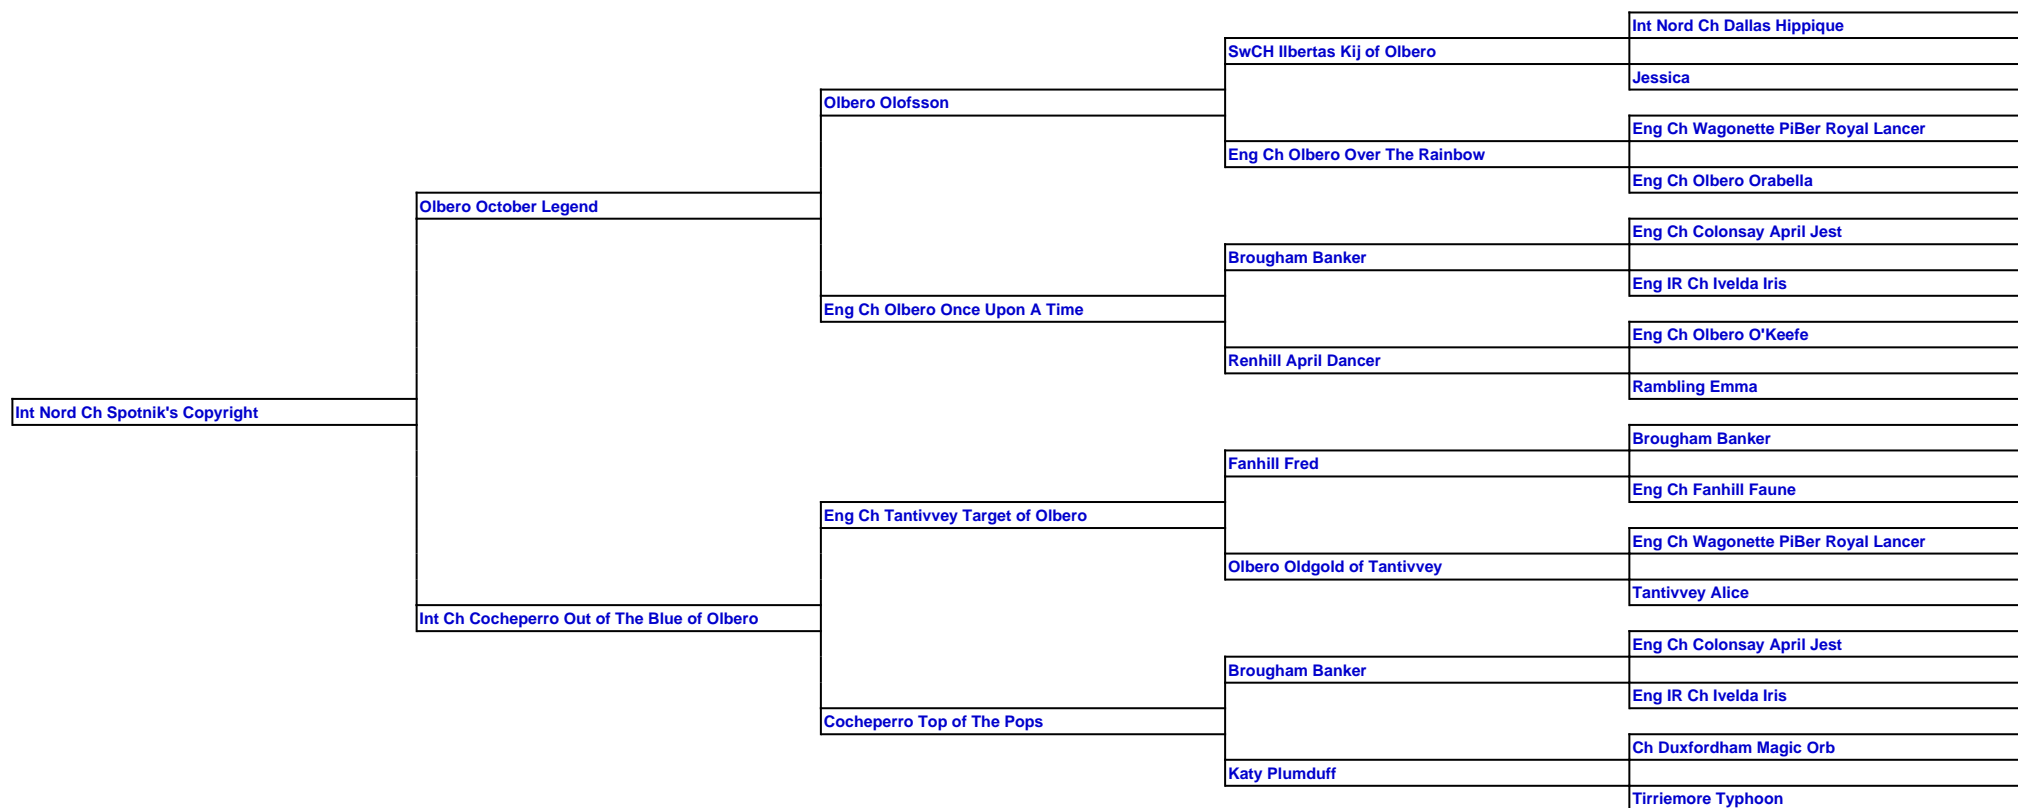 Int Nord Ch Dallas Hippique
SwCH Ilbertas Kij of Olbero
Jessica
Olbero Olofsson
Eng Ch Wagonette PiBer Royal Lancer
Eng Ch Olbero Over The Rainbow
Eng Ch Olbero Orabella
Olbero October Legend
Eng Ch Colonsay April Jest
Brougham Banker
Eng IR Ch Ivelda Iris
Eng Ch Olbero Once Upon A Time
Eng Ch Olbero O'Keefe
Renhill April Dancer
Rambling Emma
Int Nord Ch Spotnik's Copyright
Brougham Banker
Fanhill Fred
Eng Ch Fanhill Faune
Eng Ch Tantivvey Target of Olbero
Eng Ch Wagonette PiBer Royal Lancer
Olbero Oldgold of Tantivvey
Tantivvey Alice
Int Ch Cocheperro Out of The Blue of Olbero
Eng Ch Colonsay April Jest
Brougham Banker
Eng IR Ch Ivelda Iris
Cocheperro Top of The Pops
Ch Duxfordham Magic Orb
Katy Plumduff
Tirriemore Typhoon